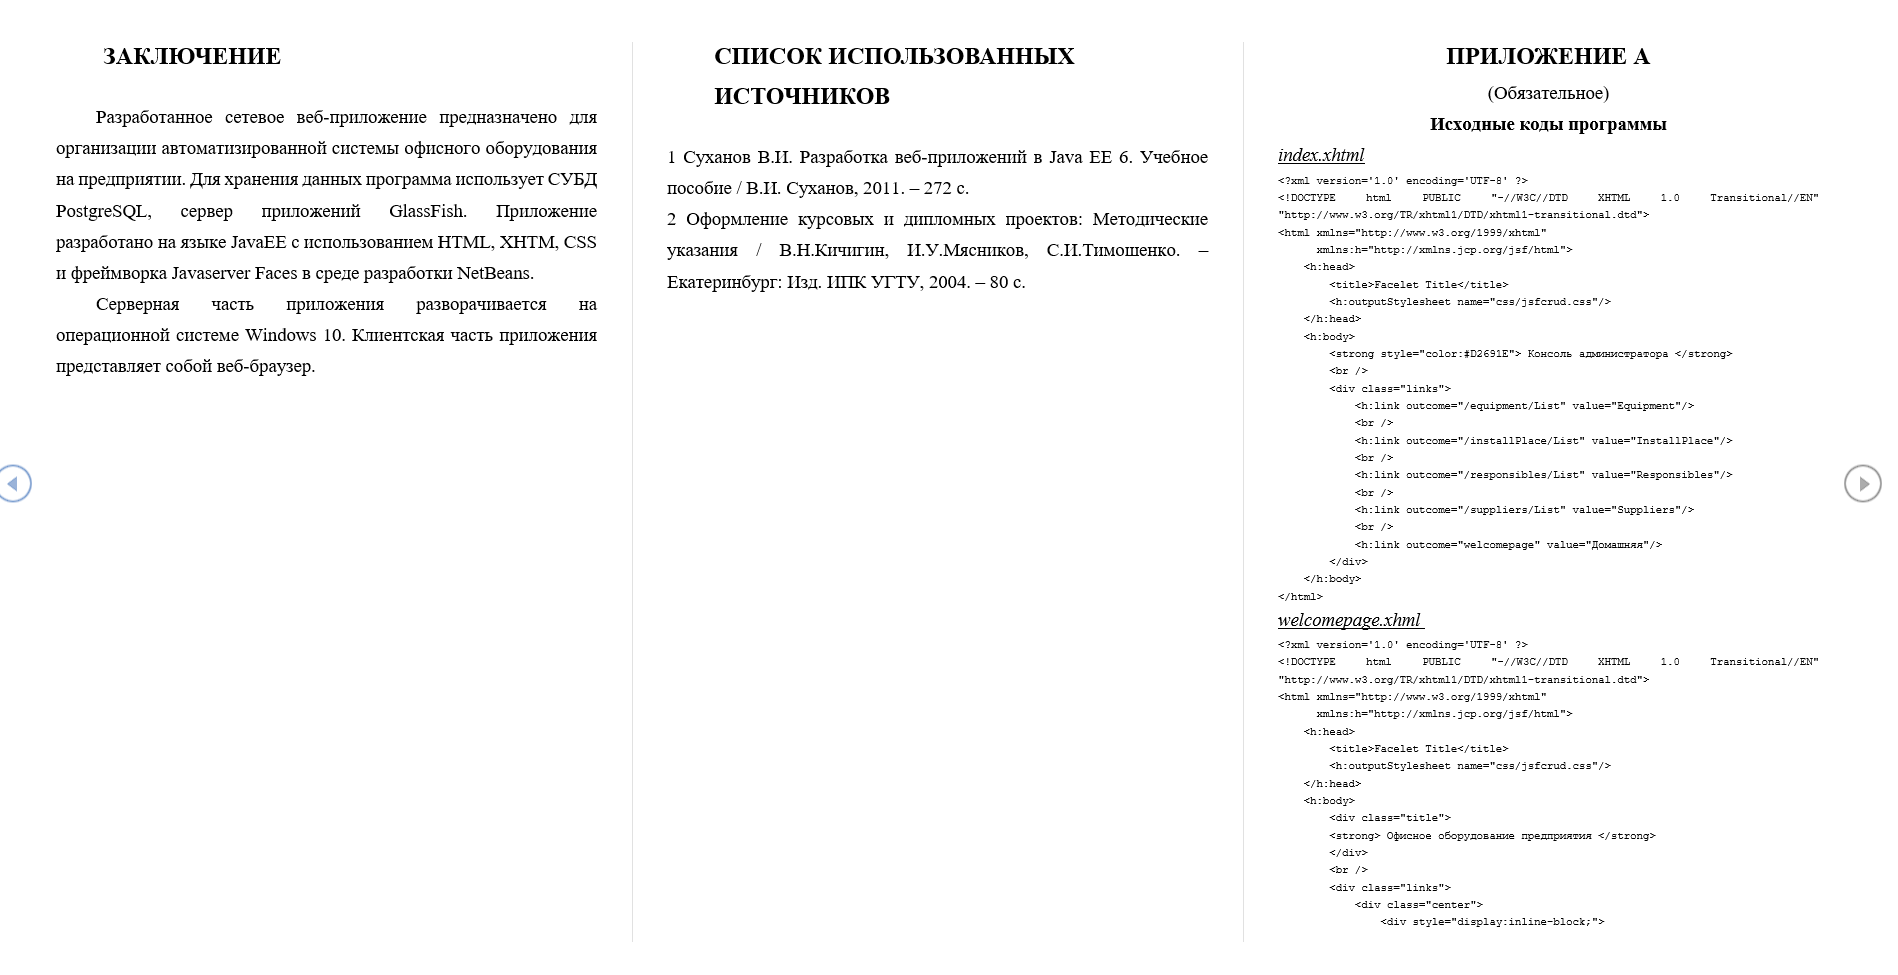 ЗАКЛЮЧЕНИЕ
Разработанное сетевое веб-приложение предназначено для
организации автоматизированной системы офисного оборудования
на предприятии. Для хранения данных программа использует СУБД
PostgreSQL, сервер приложений GlassFish. Приложение
разработано на языке JavaEE с использованием HTML, XHTM, CSS
и фреймворка Javaserver Faces в среде разработки NetBeans.
Серверная часть приложения разворачивается на
операционной системе Windows 10. Клиентская часть приложения
представляет собой веб-браузер.
СПИСОК ИСПОЛЬЗОВАННЫХ
ИСТОЧНИКОВ
1 Суханов В.И. Разработка веб-приложений в Java EE 6. Учебное
пособие / В.И. Суханов, 2011. – 272 с.
2 Оформление курсовых и дипломных проектов: Методические
указания / В.Н.Кичигин, И.У.Мясников, С.И.Тимошенко. –
Екатеринбург: Изд. ИПК УГТУ, 2004. – 80 с.
ПРИЛОЖЕНИЕ А
(Обязательное)
Исходные коды программы
index.xhtml
<?xml version='1.0' encoding='UTF-8' ?>
<!DOCTYPE html PUBLIC "-//W3C//DTD XHTML 1.0 Transitional//EN"
"http://www.w3.org/TR/xhtml1/DTD/xhtml1-transitional.dtd">
<html xmlns="http://www.w3.org/1999/xhtml"
xmlns:h="http://xmlns.jcp.org/jsf/html">
<h:head>
<title>Facelet Title</title>
<h:outputStylesheet name="css/jsfcrud.css"/>
</h:head>
<h:body>
<strong style="color:#D2691E"> Консоль администратора </strong>
<br />
<div class="links">
<h:link outcome="/equipment/List" value="Equipment"/>
<br />
<h:link outcome="/installPlace/List" value="InstallPlace"/>
<br />
<h:link outcome="/responsibles/List" value="Responsibles"/>
<br />
<h:link outcome="/suppliers/List" value="Suppliers"/>
<br />
<h:link outcome="welcomepage" value="Домашняя"/>
</div>
</h:body>
</html>
welcomepage.xhml
<?xml version='1.0' encoding='UTF-8' ?>
<!DOCTYPE html PUBLIC "-//W3C//DTD XHTML 1.0 Transitional//EN"
"http://www.w3.org/TR/xhtml1/DTD/xhtml1-transitional.dtd">
<html xmlns="http://www.w3.org/1999/xhtml"
xmlns:h="http://xmlns.jcp.org/jsf/html">
<h:head>
<title>Facelet Title</title>
<h:outputStylesheet name="css/jsfcrud.css"/>
</h:head>
<h:body>
<div class="title">
<strong> Офисное оборудование предприятия </strong>
</div>
<br />
<div class="links">
<div class="center">
<div style="display:inline-block;">